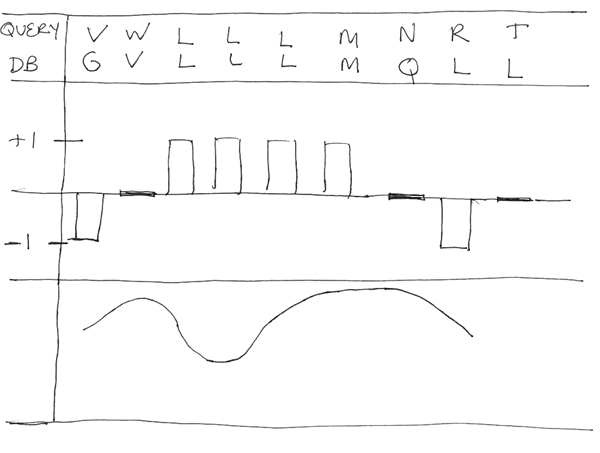 QUERY V W L L L M N R T
DB G V L L L M Q L L
+1
-1